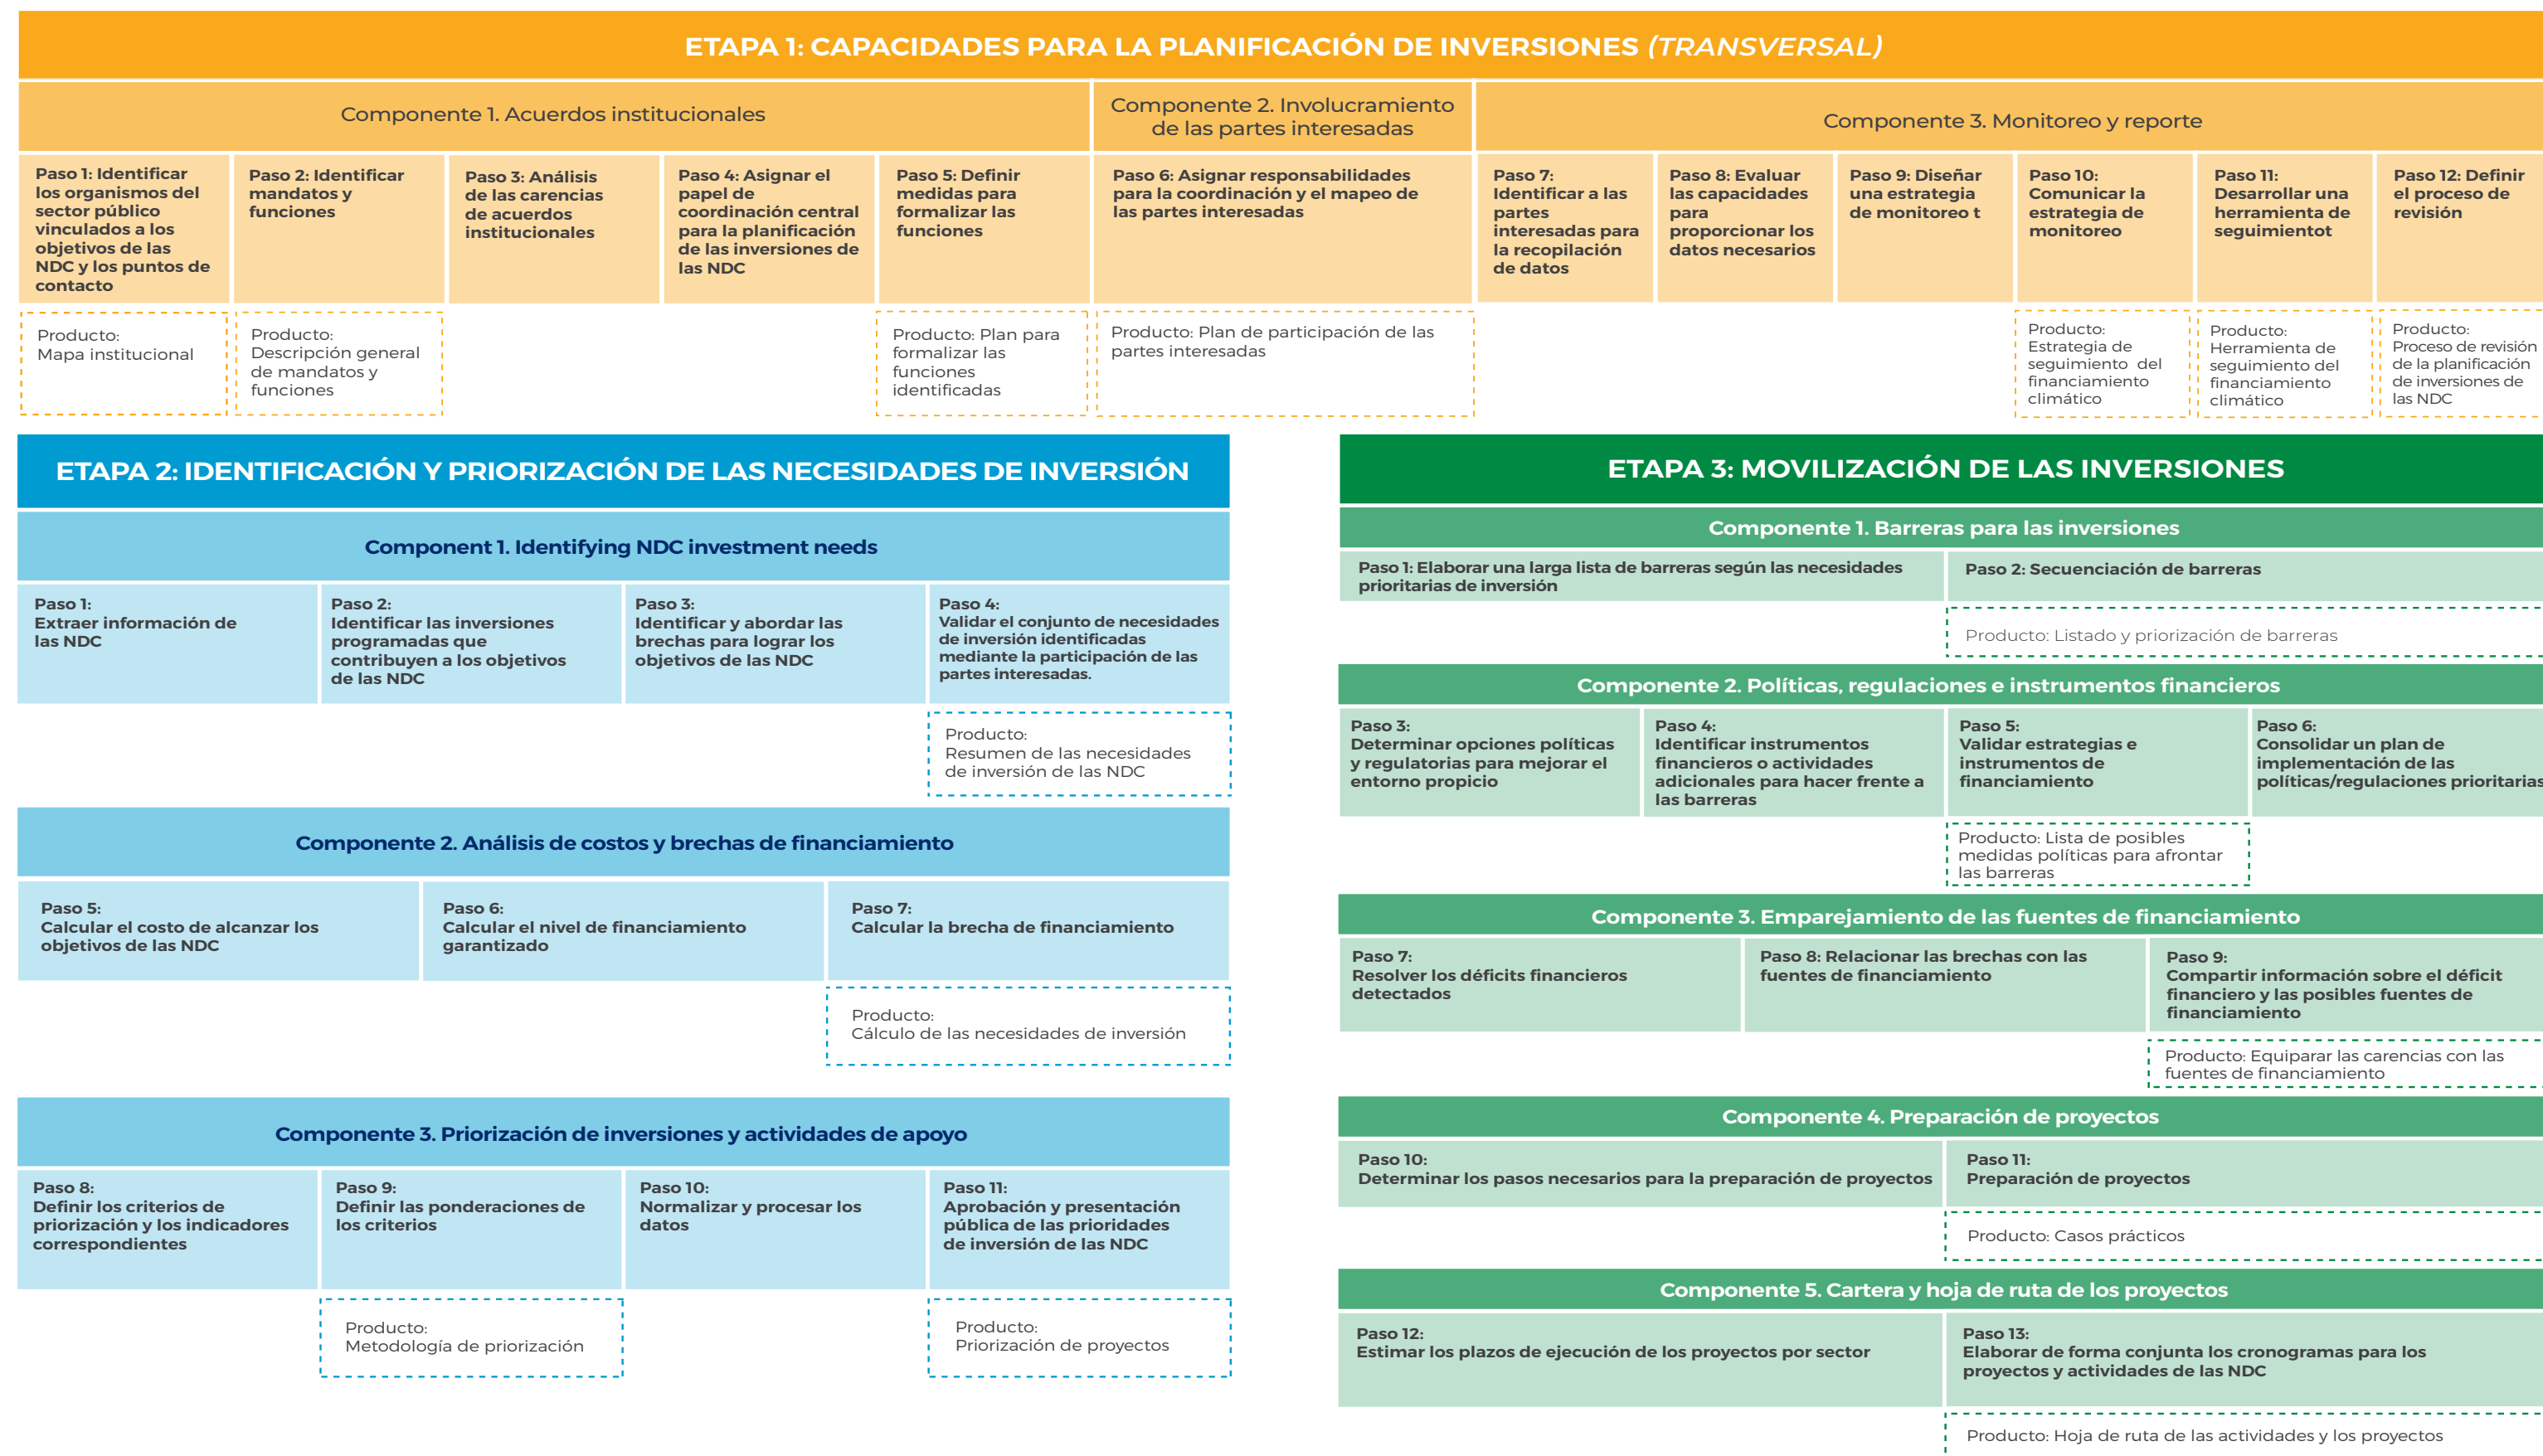 ETAPA 1: CAPACIDADES PARA LA PLANIFICACIÓN DE INVERSIONES (TRANSVERSAL)
Componente 1. Acuerdos institucionales
Componente 2. Involucramiento
de las partes interesadas
Componente 3. Monitoreo y reporte
Paso 1: Identificar
los organismos del
sector público
vinculados a los
objetivos de las
NDC y los puntos de
contacto
Paso 2: Identificar
mandatos y
funciones
Paso 3: Análisis
de las carencias
de acuerdos
institucionales
Paso 4: Asignar el
papel de
coordinación central
para la planificación
de las inversiones de
las NDC
Paso 5: Definir
medidas para
formalizar las
funciones
Paso 6: Asignar responsabilidades
para la coordinación y el mapeo de
las partes interesadas
Paso 7:
Identificar a las
partes
interesadas para
la recopilación
de datos
Paso 8: Evaluar
las capacidades
para
proporcionar los
datos necesarios
Paso 9: Diseñar
una estrategia
de monitoreo t
Paso 10:
Comunicar la
estrategia de
monitoreo
Paso 11:
Desarrollar una
herramienta de
seguimientot
Paso 12: Definir
el proceso de
revisión
Producto:
Mapa institucional
Producto:
Descripción general
de mandatos y
funciones
Producto: Plan para
formalizar las
funciones
identificadas
Producto: Plan de participación de las
partes interesadas
Producto:
Estrategia de
seguimiento del
financiamiento
climático
Producto:
Herramienta de
seguimiento del
financiamiento
climático
Producto:
Proceso de revisión
de la planificación
de inversiones de
las NDC
ETAPA 2: IDENTIFICACIÓN Y PRIORIZACIÓN DE LAS NECESIDADES DE INVERSIÓN
Component 1. Identifying NDC investment needs
Paso 1:
Extraer información de
las NDC
Paso 2:
Identificar las inversiones
programadas que
contribuyen a los objetivos
de las NDC
Paso 3:
Identificar y abordar las
brechas para lograr los
objetivos de las NDC
Paso 4:
Validar el conjunto de necesidades
de inversión identificadas
mediante la participación de las
partes interesadas.
Producto:
Resumen de las necesidades
de inversión de las NDC
Componente 2. Análisis de costos y brechas de financiamiento
Paso 5:
Calcular el costo de alcanzar los
objetivos de las NDC
Paso 6:
Calcular el nivel de financiamiento
garantizado
Paso 7:
Calcular la brecha de financiamiento
Producto:
Cálculo de las necesidades de inversión
Componente 3. Priorización de inversiones y actividades de apoyo
Paso 8:
Definir los criterios de
priorización y los indicadores
correspondientes
Paso 9:
Definir las ponderaciones de
los criterios
Paso 10:
Normalizar y procesar los
datos
Paso 11:
Aprobación y presentación
pública de las prioridades
de inversión de las NDC
Producto:
Metodología de priorización
Producto:
Priorización de proyectos
ETAPA 3: MOVILIZACIÓN DE LAS INVERSIONES
Componente 1. Barreras para las inversiones
Paso 1: Elaborar una larga lista de barreras según las necesidades
prioritarias de inversión
Paso 2: Secuenciación de barreras
Producto: Listado y priorización de barreras
Componente 2. Políticas, regulaciones e instrumentos financieros
Paso 3:
Determinar opciones políticas
y regulatorias para mejorar el
entorno propicio
Paso 4:
Identificar instrumentos
financieros o actividades
adicionales para hacer frente a
las barreras
Paso 5:
Validar estrategias e
instrumentos de
financiamiento
Paso 6:
Consolidar un plan de
implementación de las
políticas/regulaciones prioritarias
Producto: Lista de posibles
medidas políticas para afrontar
las barreras
Componente 3. Emparejamiento de las fuentes de financiamiento
Paso 7:
Resolver los déficits financieros
detectados
Paso 8: Relacionar las brechas con las
fuentes de financiamiento
Paso 9:
Compartir información sobre el déficit
financiero y las posibles fuentes de
financiamiento
Producto: Equiparar las carencias con las
fuentes de financiamiento
Componente 4. Preparación de proyectos
Paso 10:
Determinar los pasos necesarios para la preparación de proyectos
Paso 11:
Preparación de proyectos
Producto: Casos prácticos
Componente 5. Cartera y hoja de ruta de los proyectos
Paso 12:
Estimar los plazos de ejecución de los proyectos por sector
Paso 13:
Elaborar de forma conjunta los cronogramas para los
proyectos y actividades de las NDC
Producto: Hoja de ruta de las actividades y los proyectos